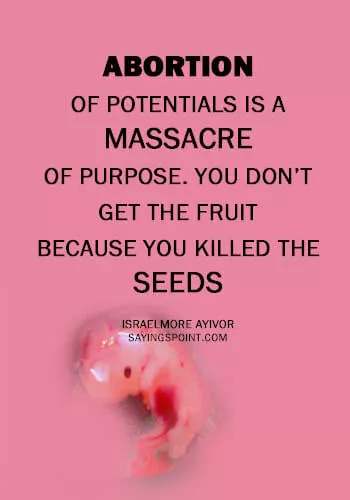 ABORTION
OF POTENTIALS IS A
MASSACRE
OF PURPOSE. YOU DON'T
GET THE FRUIT
BECAUSE YOU KILLED THE
SEEDS
ISRAELMORE AYIVOR
SAYINGSPOINT.COM